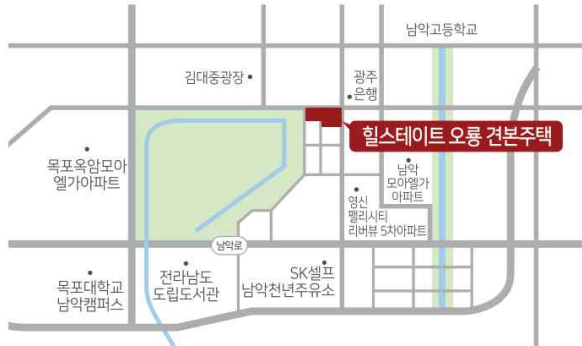 남악고등학교
김대중광장
광주
은행
힐스테이트 오룡 견본주택
목포옥암모아
엘가아파트
남악
모아엘가
아파트
영신
펠리시티
리버뷰 5차아파트
남악로
목포대학교
남악캠퍼스
전라남도
도립도서관
SK셀프
남악천년주유소